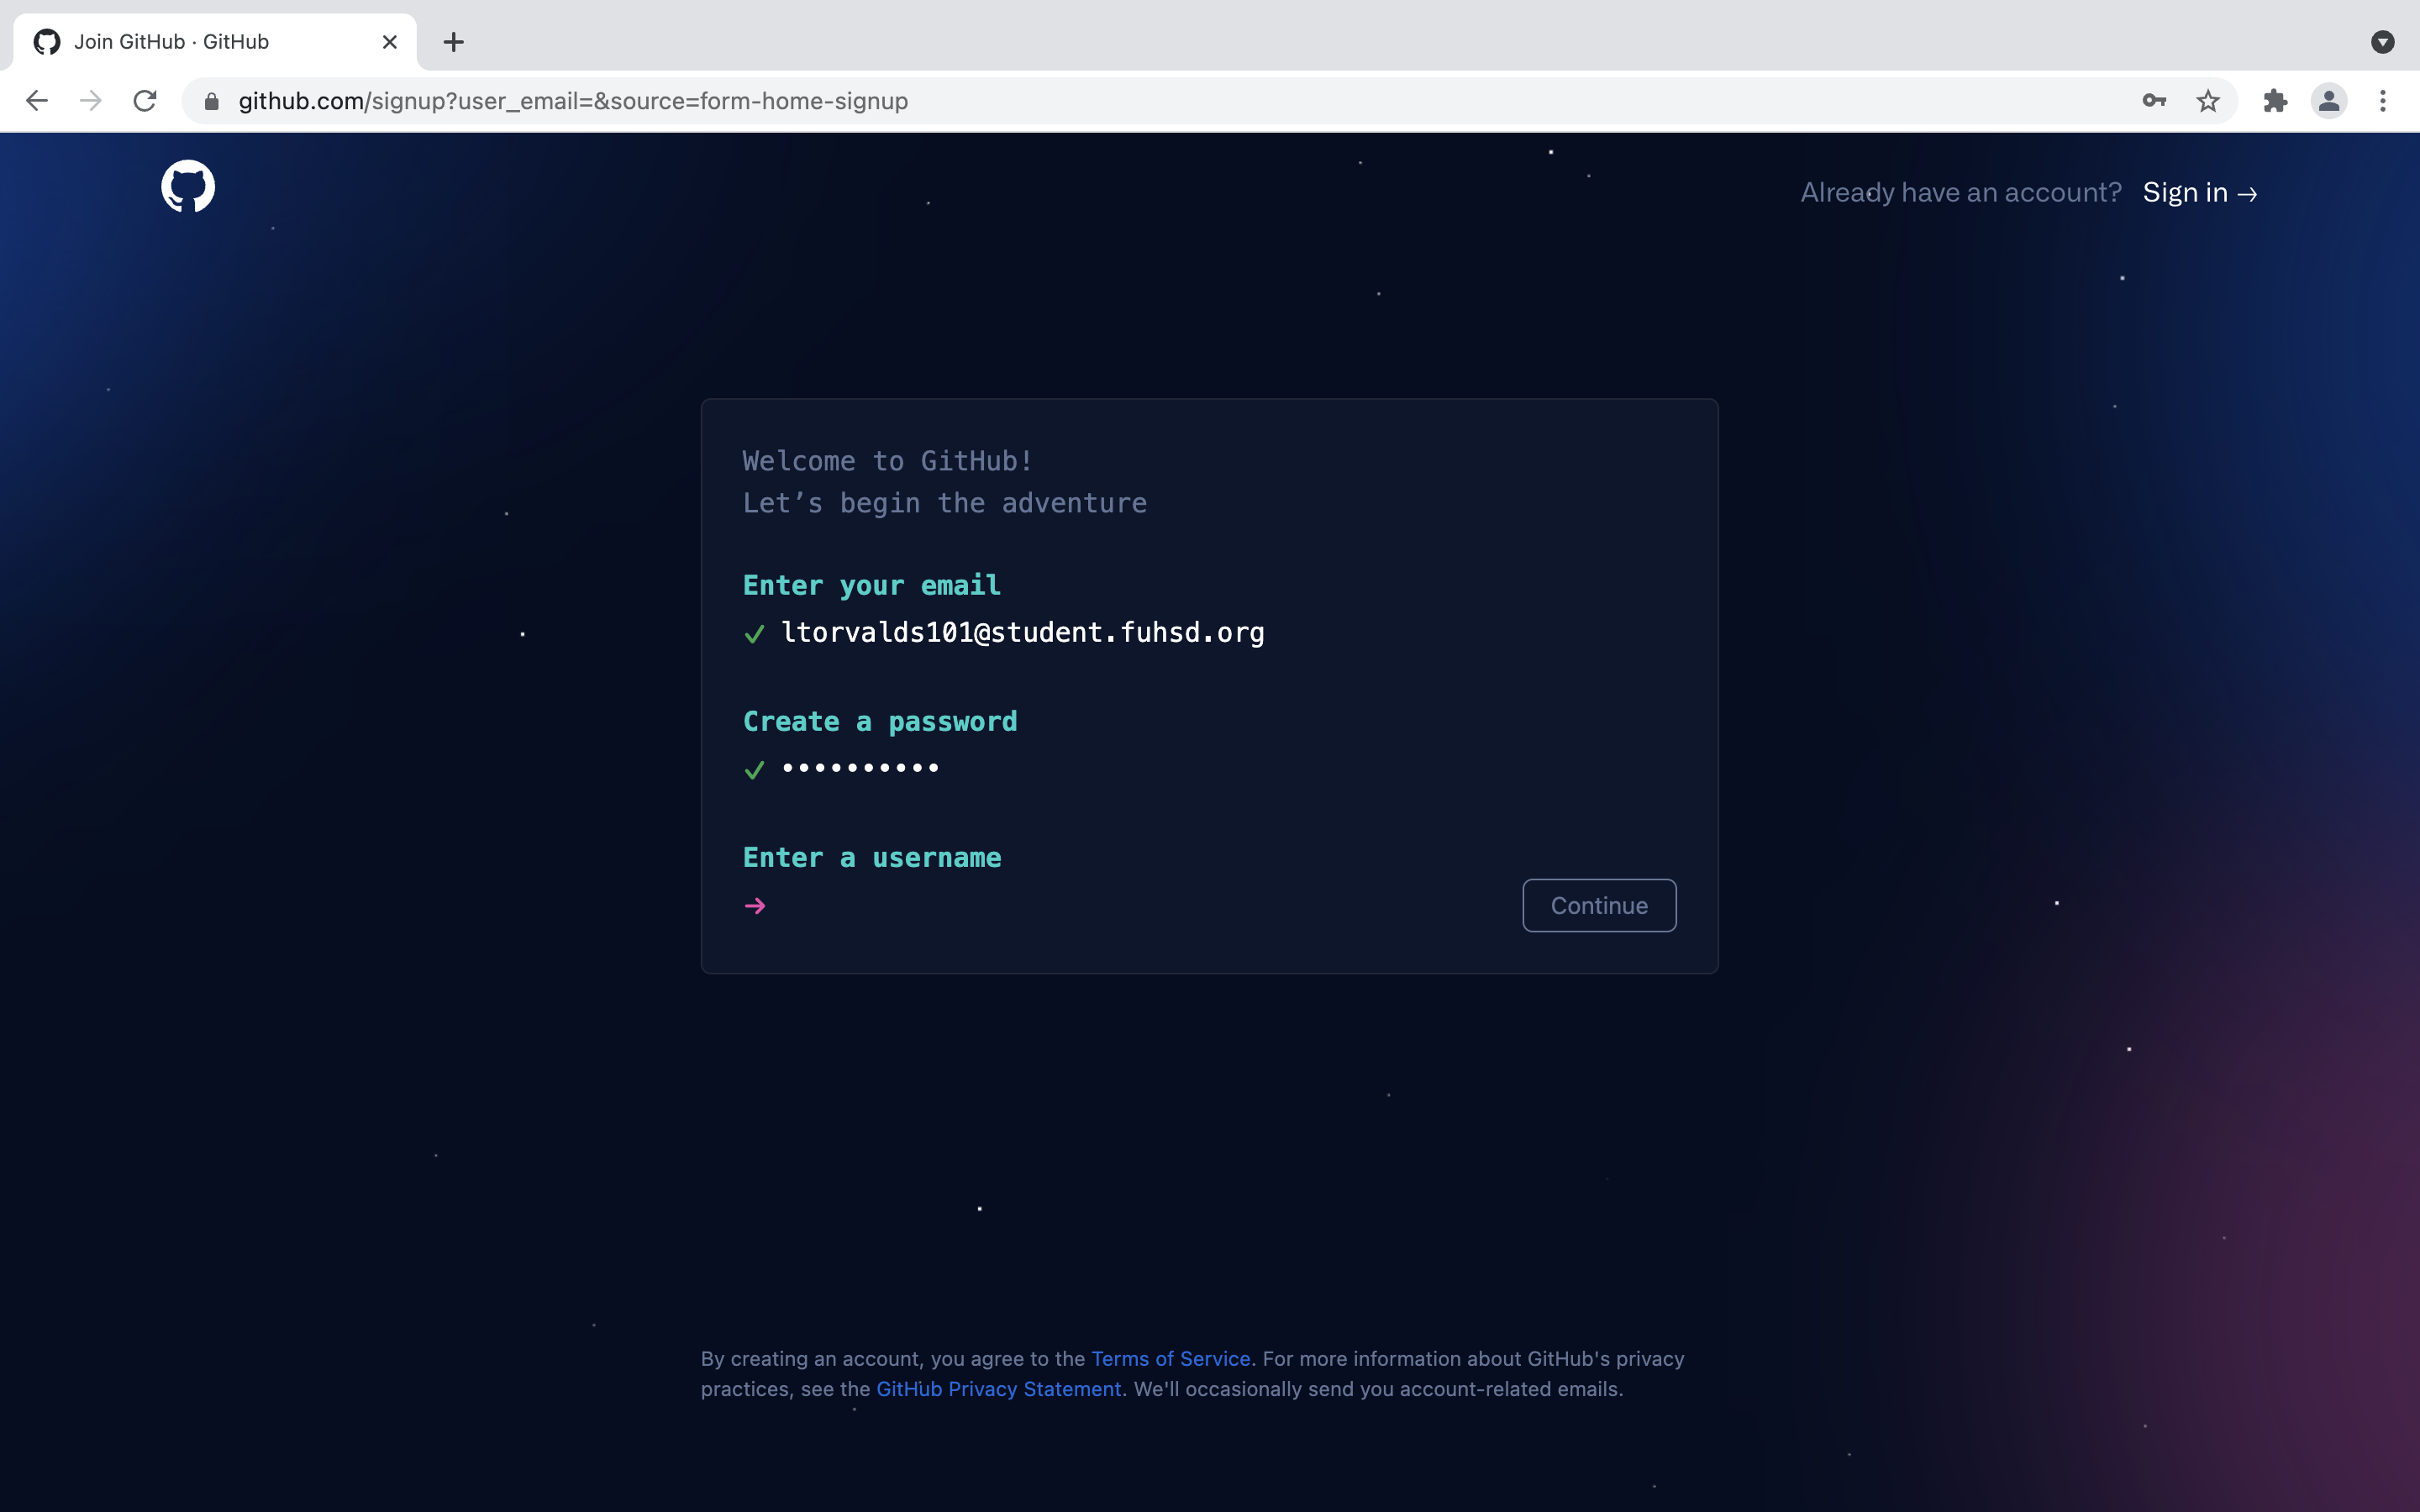 Join GitHub · GitHub
github.com/signup?user_email=&source=form-home-signup
Already have an account? Sign in →
Welcome to GitHub!
Let’s begin the adventure
Enter your email
✓ ltorvalds101@student.fuhsd.org
Create a password
✓ ••••••••••
Enter a username
→
Continue
By creating an account, you agree to the Terms of Service. For more information about GitHub's privacy
practices, see the GitHub Privacy Statement. We'll occasionally send you account-related emails.